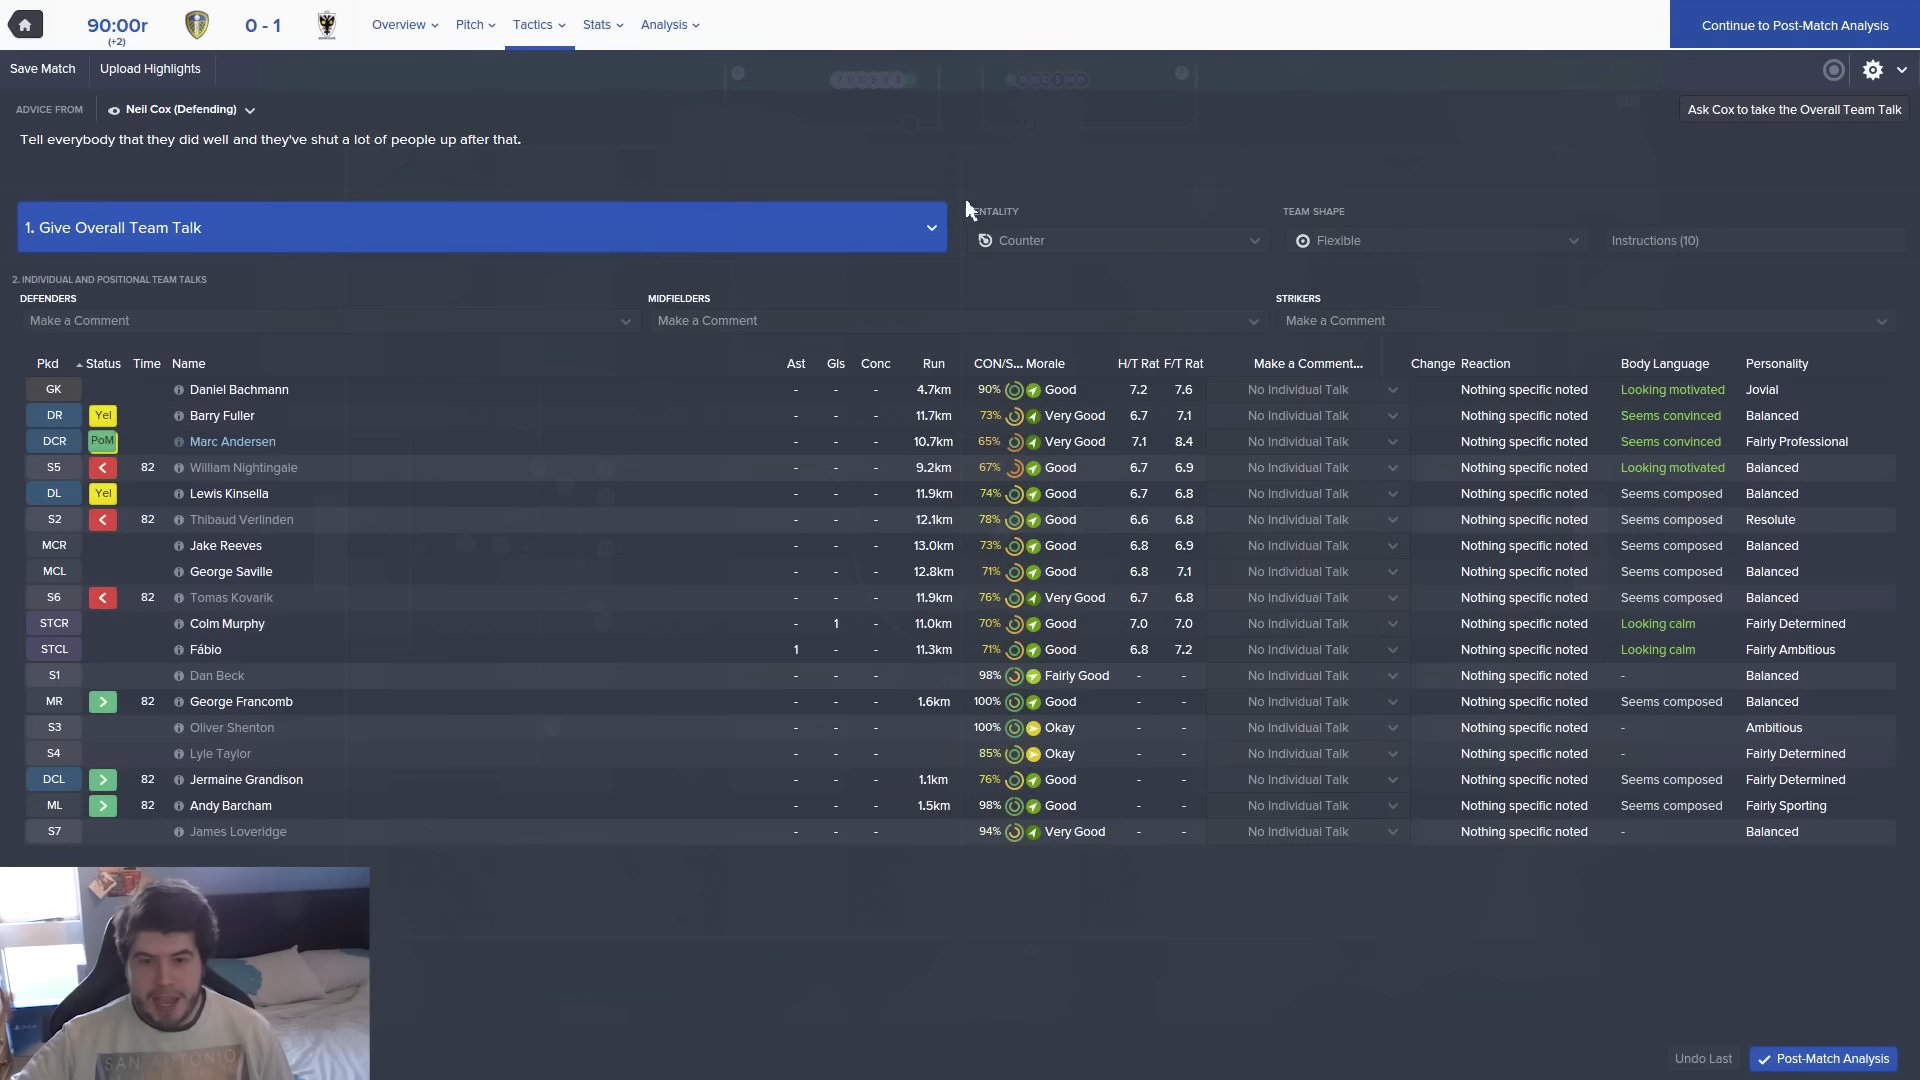 90:00r 0 - 1 Overview Pitch Tactics Stats Analysis Continue to Post-Match Analysis
(+2)
Save Match Upload Highlights
ADVICE FROM Neil Cox (Defending) Ask Cox to take the Overall Team Talk
Tell everybody that they did well and they've shut a lot of people up after that.
ENTALITY TEAM SHAPE
1. Give Overall Team Talk Counter Flexible Instructions (10)
2. INDIVIDUAL AND POSITIONAL TEAM TALKS
DEFENDERS MIDFIELDERS STRIKERS
Make a Comment Make a Comment Make a Comment
Pkd Status Time Name Ast Gls Conc Run CON/S... Morale H/T Rat F/T Rat Make a Comment... Change Reaction Body Language Personality
GK Daniel Bachmann - - - 4.7km 90% Good 7.2 7.6 No Individual Talk Nothing specific noted Looking motivated Jovial
DR Yel Barry Fuller - - - 11.7km 73% Very Good 6.7 7.1 No Individual Talk Nothing specific noted Seems convinced Balanced
DCR PoM Marc Andersen - - - 10.7km 65% Very Good 7.1 8.4 No Individual Talk Nothing specific noted Seems convinced Fairly Professional
S5 82 William Nightingale - - - 9.2km 67% Good 6.7 6.9 No Individual Talk Nothing specific noted Looking motivated Balanced
DL Yel Lewis Kinsella - - - 11.9km 74% Good 6.7 6.8 No Individual Talk Nothing specific noted Seems composed Balanced
S2 82 Thibaud Verlinden - - - 12.1km 78% Good 6.6 6.8 No Individual Talk Nothing specific noted Seems composed Resolute
MCR Jake Reeves - - - 13.0km 73% Good 6.8 6.9 No Individual Talk Nothing specific noted Seems composed Balanced
MCL George Saville - - - 12.8km 71% Good 6.8 7.1 No Individual Talk Nothing specific noted Seems composed Balanced
S6 82 Tomas Kovarik - - - 11.9km 76% Very Good 6.7 6.8 No Individual Talk Nothing specific noted Seems composed Balanced
STCR Colm Murphy - 1 - 11.0km 70% Good 7.0 7.0 No Individual Talk Nothing specific noted Looking calm Fairly Determined
STCL Fábio 1 - - 11.3km 71% Good 6.8 7.2 No Individual Talk Nothing specific noted Looking calm Fairly Ambitious
S1 Dan Beck - - - 98% Fairly Good - - No Individual Talk Nothing specific noted - Balanced
MR 82 George Francomb - - - 1.6km 100% Good - - No Individual Talk Nothing specific noted Seems composed Balanced
S3 Oliver Shenton - - - 100% Okay - - No Individual Talk Nothing specific noted - Ambitious
S4 Lyle Taylor - - - 85% Okay - - No Individual Talk Nothing specific noted - Fairly Determined
DCL 82 Jermaine Grandison - - - 1.1km 76% Good - - No Individual Talk Nothing specific noted Seems composed Fairly Determined
ML 82 Andy Barcham - - - 1.5km 98% Good - - No Individual Talk Nothing specific noted Seems composed Fairly Sporting
S7 James Loveridge - - - 94% Very Good - - No Individual Talk Nothing specific noted - Balanced
SAN ANTONIO
Undo Last Post-Match Analysis